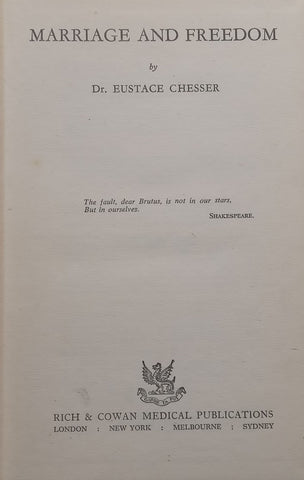 MARRIAGE AND FREEDOM
by
Dr. EUSTACE CHESSER
The fault, dear Brutus, is not in our stars,
But in ourselves.
SHAKESPEARE.
RICH & COWAN MEDICAL PUBLICATIONS
LONDON : NEW YORK : MELBOURNE : SYDNEY